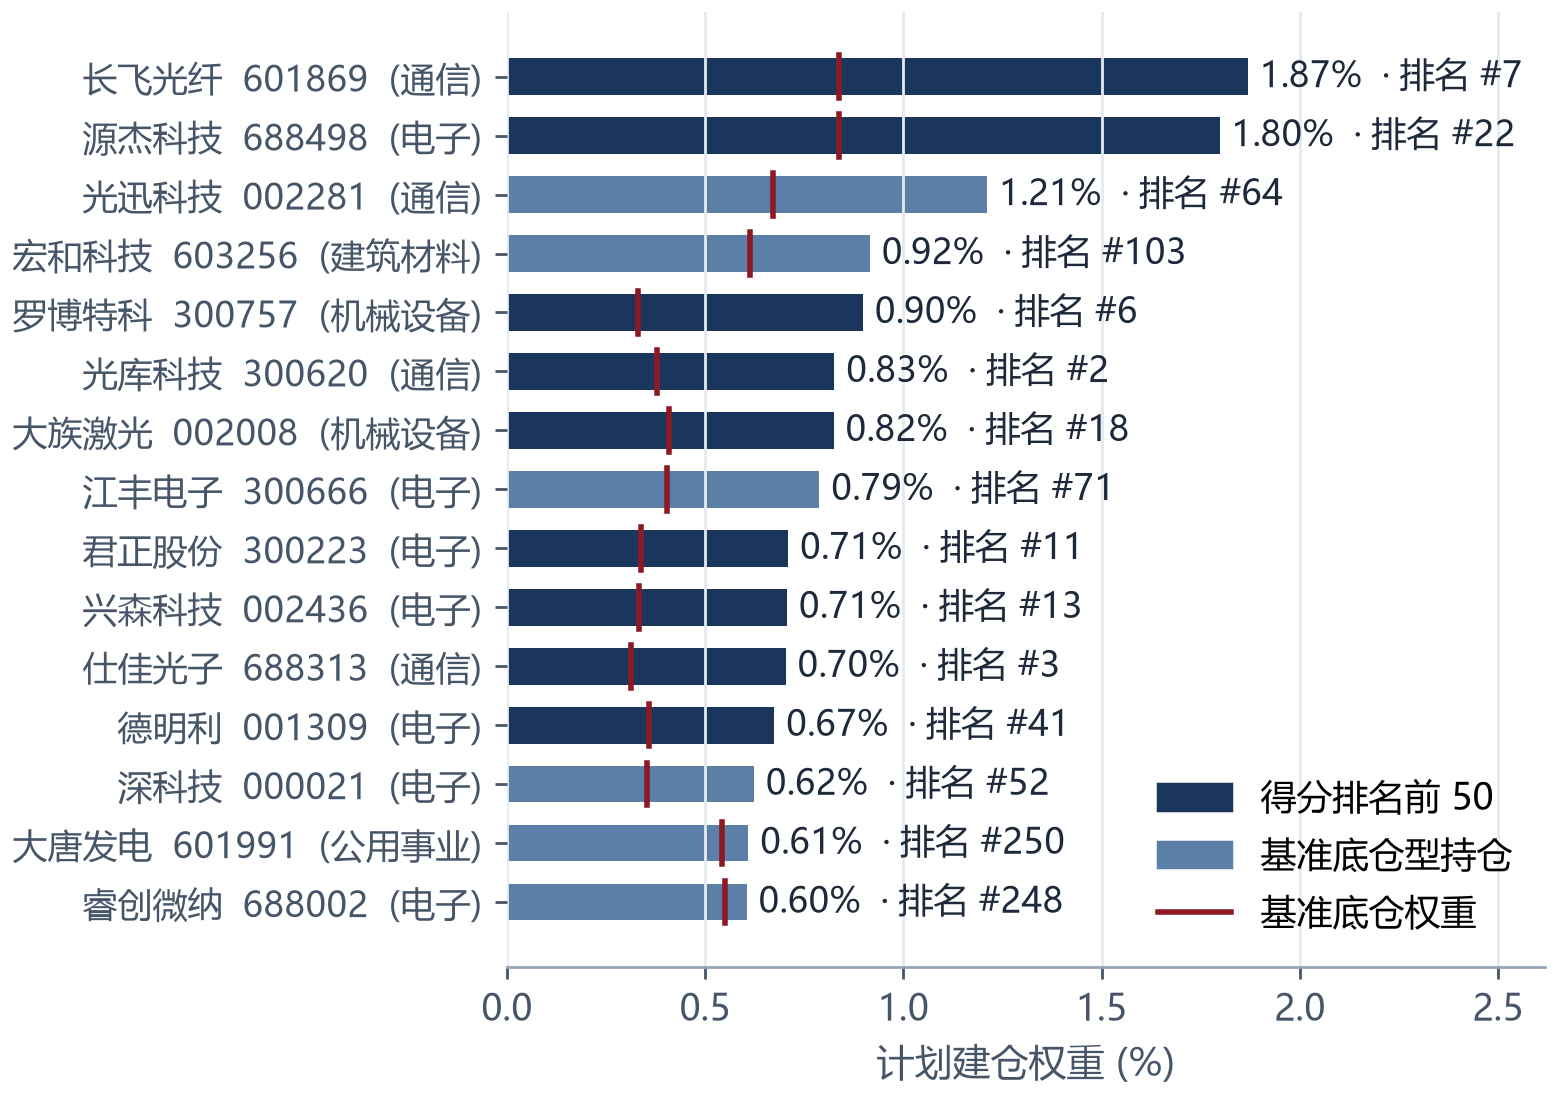 长飞光纤 601869 (通信) 1.87% · 排名 #7
源杰科技 688498 (电子) 1.80% · 排名 #22
光迅科技 002281 (通信) 1.21% · 排名 #64
宏和科技 603256 (建筑材料) 0.92% · 排名 #103
罗博特科 300757 (机械设备) 0.90% · 排名 #6
光库科技 300620 (通信) 0.83% · 排名 #2
大族激光 002008 (机械设备) 0.82% · 排名 #18
江丰电子 300666 (电子) 0.79% · 排名 #71
君正股份 300223 (电子) 0.71% · 排名 #11
兴森科技 002436 (电子) 0.71% · 排名 #13
仕佳光子 688313 (通信) 0.70% · 排名 #3
德明利 001309 (电子) 0.67% · 排名 #41
深科技 000021 (电子) 0.62% · 排名 #52
大唐发电 601991 (公用事业) 0.61% · 排名 #250
睿创微纳 688002 (电子) 0.60% · 排名 #248
得分排名前 50
基准底仓型持仓
基准底仓权重
0.0 0.5 1.0 1.5 2.0 2.5
计划建仓权重 (%)